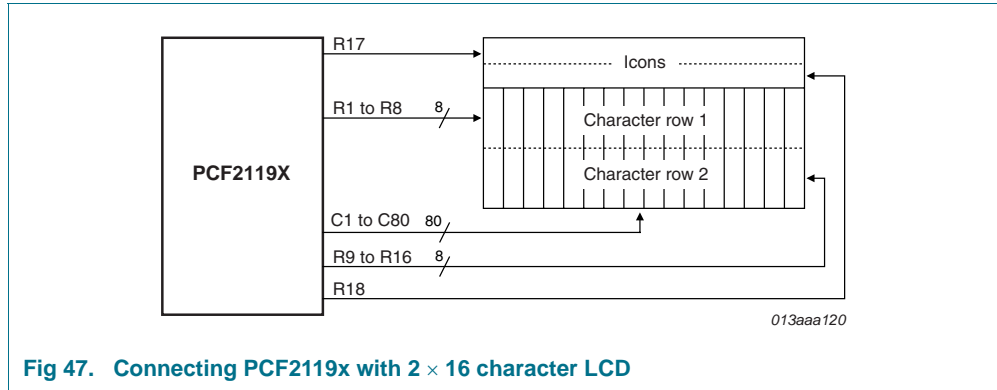 R17
Icons
R1 to R8 8
Character row 1
PCF2119X
Character row 2
C1 to C80 80
R9 to R16 8
R18
013aaa120
Fig 47. Connecting PCF2119x with 2 × 16 character LCD